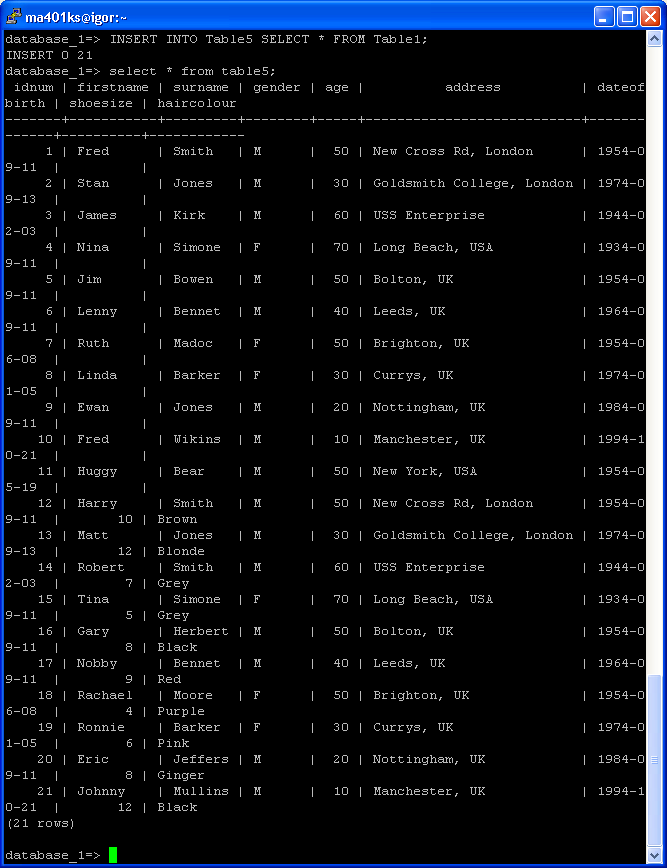 ma401ks@igor:~
database_1=> INSERT INTO Table5 SELECT * FROM Table1;
INSERT 0 21
database_1=> select * from table5;
 idnum | firstname | surname | gender | age |          address          | dateof
birth | shoesize | haircolour
-------+-----------+---------+--------+-----+---------------------------+-------
------+----------+------------
     1 | Fred      | Smith   | M      |  50 | New Cross Rd, London      | 1954-0
9-11  |          |
     2 | Stan      | Jones   | M      |  30 | Goldsmith College, London | 1974-0
9-13  |          |
     3 | James     | Kirk    | M      |  60 | USS Enterprise            | 1944-0
2-03  |          |
     4 | Nina      | Simone  | F      |  70 | Long Beach, USA           | 1934-0
9-11  |          |
     5 | Jim       | Bowen   | M      |  50 | Bolton, UK                | 1954-0
9-11  |          |
     6 | Lenny     | Bennet  | M      |  40 | Leeds, UK                 | 1964-0
9-11  |          |
     7 | Ruth      | Madoc   | F      |  50 | Brighton, UK              | 1954-0
6-08  |          |
     8 | Linda     | Barker  | F      |  30 | Currys, UK                | 1974-0
1-05  |          |
     9 | Ewan      | Jones   | M      |  20 | Nottingham, UK            | 1984-0
9-11  |          |
    10 | Fred      | Wikins  | M      |  10 | Manchester, UK            | 1994-1
0-21  |          |
    11 | Huggy     | Bear    | M      |  50 | New York, USA             | 1954-0
5-19  |          |
    12 | Harry     | Smith   | M      |  50 | New Cross Rd, London      | 1954-0
9-11  |       10 | Brown
    13 | Matt      | Jones   | M      |  30 | Goldsmith College, London | 1974-0
9-13  |       12 | Blonde
    14 | Robert    | Smith   | M      |  60 | USS Enterprise            | 1944-0
2-03  |        7 | Grey
    15 | Tina      | Simone  | F      |  70 | Long Beach, USA           | 1934-0
9-11  |        5 | Grey
    16 | Gary      | Herbert | M      |  50 | Bolton, UK                | 1954-0
9-11  |        8 | Black
    17 | Nobby     | Bennet  | M      |  40 | Leeds, UK                 | 1964-0
9-11  |        9 | Red
    18 | Rachael   | Moore   | F      |  50 | Brighton, UK              | 1954-0
6-08  |        4 | Purple
    19 | Ronnie    | Barker  | F      |  30 | Currys, UK                | 1974-0
1-05  |        6 | Pink
    20 | Eric      | Jeffers | M      |  20 | Nottingham, UK            | 1984-0
9-11  |        8 | Ginger
    21 | Johnny    | Mullins | M      |  10 | Manchester, UK            | 1994-1
0-21  |       12 | Black
(21 rows)
database_1=>